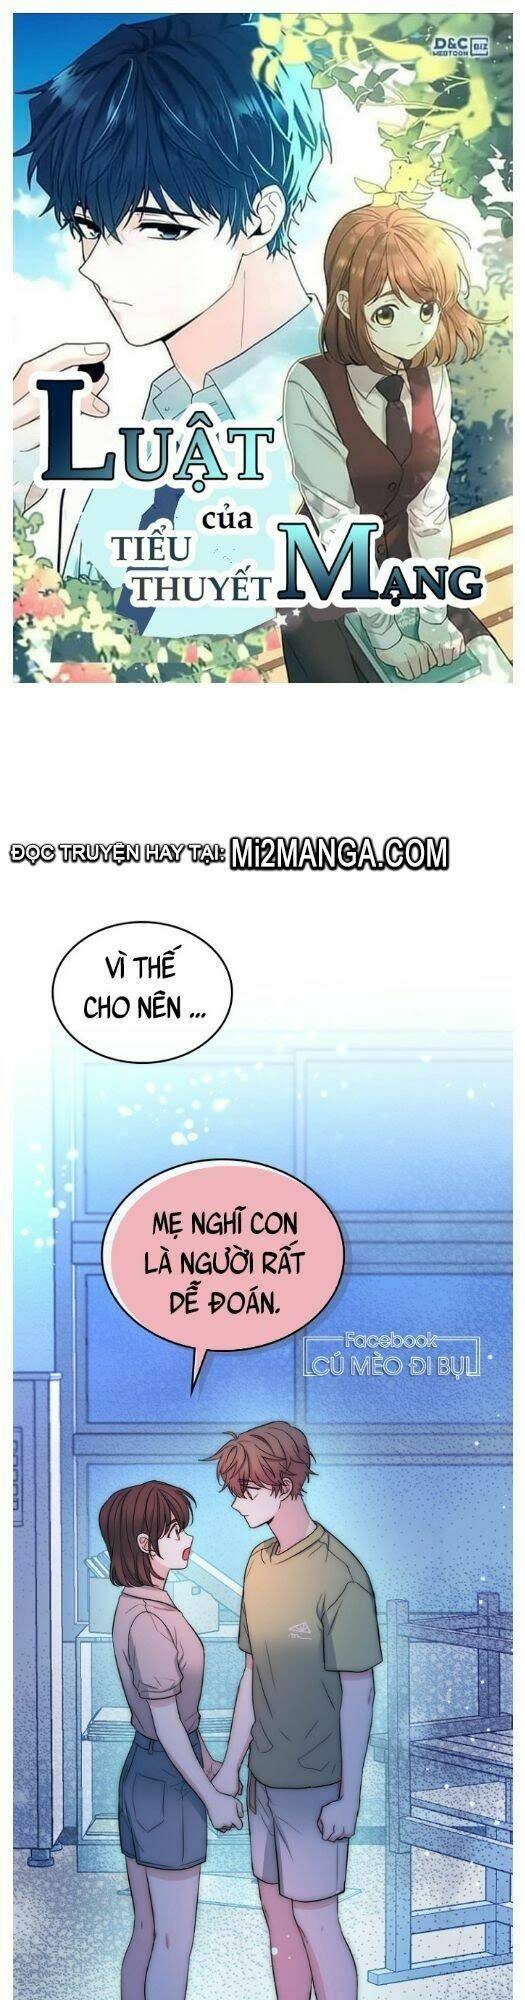 D&C BIZ
WEBTOON
LUẬT
của
TIỂU
THUYẾT
MẠNG
ĐỌC TRUYỆN HAY TẠI: MI2MANGA.COM
VÌ THẾ
CHO NÊN ...
MẸ NGHĨ CON
LÀ NGƯỜI RẤT
DỄ ĐOÁN.
Facebook
CÚ MÈO ĐI BỤI